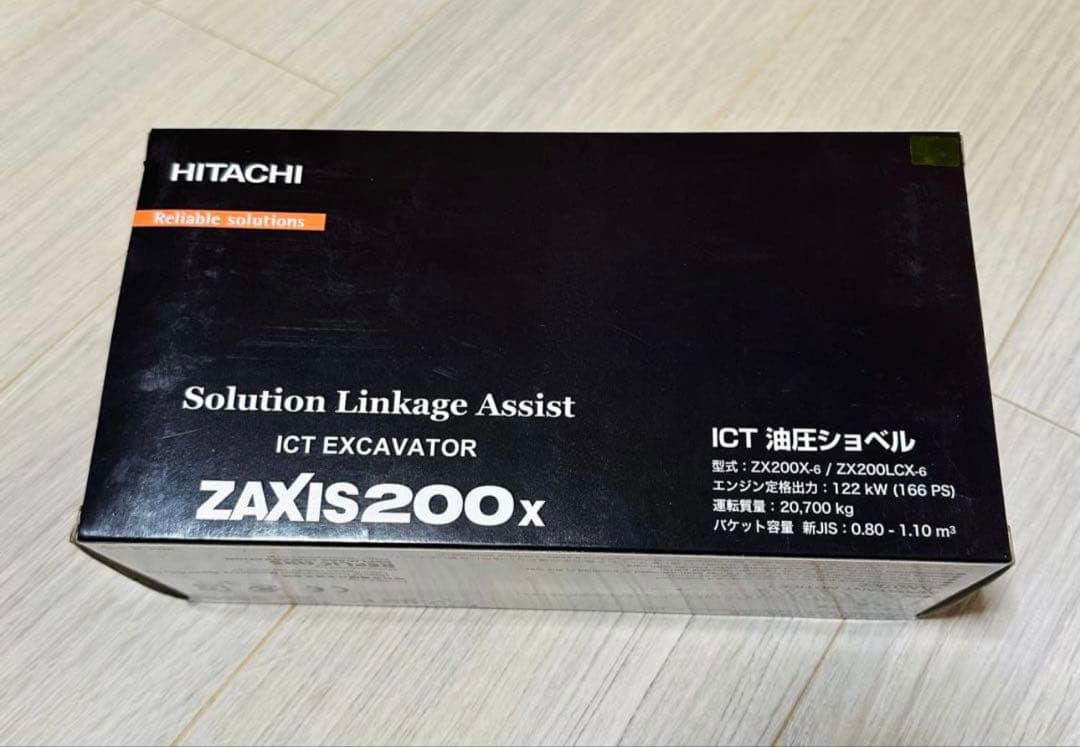 HITACHI
Reliable solutions
Solution Linkage Assist
ICT EXCAVATOR
ZAXIS200x
ICT 油圧ショベル
型式：ZX200X-6 / ZX200LCX-6
エンジン定格出力：122 kW (166 PS)
運転質量：20,700 kg
バケット容量 新JIS：0.80 - 1.10 m³